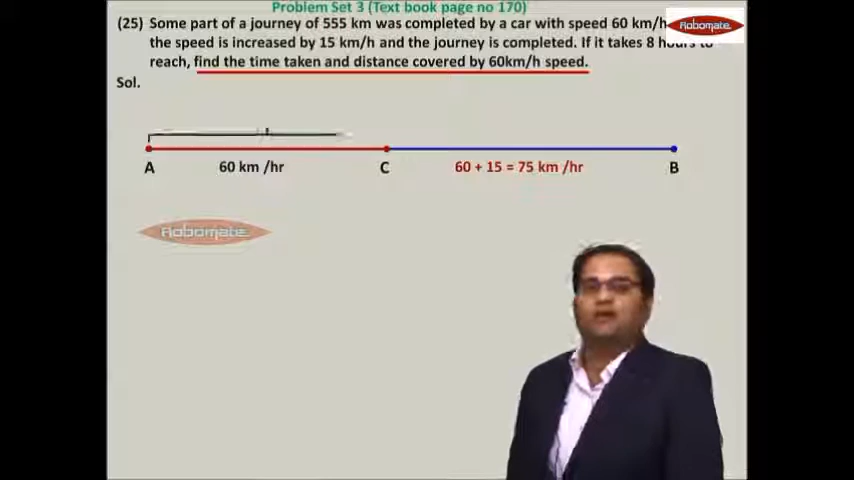 Problem Set 3 (Text book page no 170)
(25) Some part of a journey of 555 km was completed by a car with speed 60 km/h
Robomate
the speed is increased by 15 km/h and the journey is completed. If it takes 8 hours to
reach, find the time taken and distance covered by 60km/h speed.
Sol.
A 60 km /hr C 60 + 15 = 75 km /hr B
Robomate